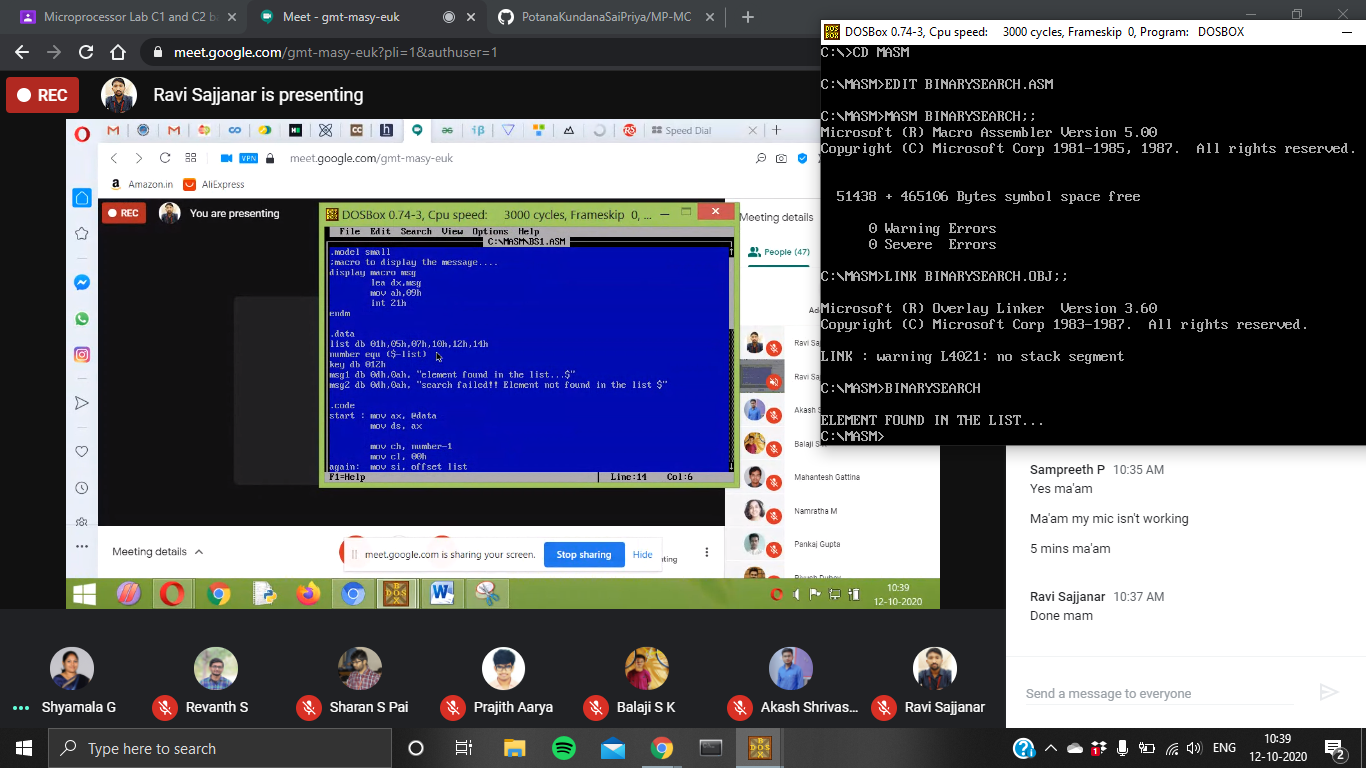 Microprocessor Lab C1 and C2 b
Meet - gmt-masy-euk
PotanaKundanaSaiPriya/MP-MC
meet.google.com/gmt-masy-euk?pli=1&authuser=1
REC
Ravi Sajjanar is presenting
Speed Dial
meet.google.com/gmt-masy-euk
VPN
Amazon.in
AliExpress
REC
You are presenting
DOSBox 0.74-3, Cpu speed: 3000 cycles, Frameskip 0, ...
File Edit Search View Options Help
C:\MASM\BS1.ASM
.model small
;macro to display the message....
display macro msg
lea dx,msg
mov ah,09h
int 21h
endm
.data
list db 01h,05h,07h,10h,12h,14h
number equ ($-list)
key db 012h
msg1 db 0dh,0ah, "element found in the list...$"
msg2 db 0dh,0ah, "search failed!! Element not found in the list $"
.code
start : mov ax, @data
mov ds, ax
mov ch, number-1
mov cl, 00h
again: mov si, offset list
F1=Help
Line:14 Col:6
Meeting details
People (47)
Ravi Saj
Akash S
Balaji S
Mahantesh Gattina
Namratha M
Pankaj Gupta
Meeting details
meet.google.com is sharing your screen.
Stop sharing
Hide
10:39
12-10-2020
DOSBox 0.74-3, Cpu speed: 3000 cycles, Frameskip 0, Program: DOSBOX
C:\>CD MASM
C:\MASM>EDIT BINARYSEARCH.ASM
C:\MASM>MASM BINARYSEARCH;;
Microsoft (R) Macro Assembler Version 5.00
Copyright (C) Microsoft Corp 1981-1985, 1987. All rights reserved.
51438 + 465106 Bytes symbol space free
0 Warning Errors
0 Severe Errors
C:\MASM>LINK BINARYSEARCH.OBJ;;
Microsoft (R) Overlay Linker Version 3.60
Copyright (C) Microsoft Corp 1983-1987. All rights reserved.
LINK : warning L4021: no stack segment
C:\MASM>BINARYSEARCH
ELEMENT FOUND IN THE LIST...
C:\MASM>
Sampreeth P 10:35 AM
Yes ma'am
Ma'am my mic isn't working
5 mins ma'am
Ravi Sajjanar 10:37 AM
Done mam
Send a message to everyone
Shyamala G
Revanth S
Sharan S Pai
Prajith Aarya
Balaji S K
Akash Shrivas...
Ravi Sajjanar
Type here to search
ENG
10:39
12-10-2020
2